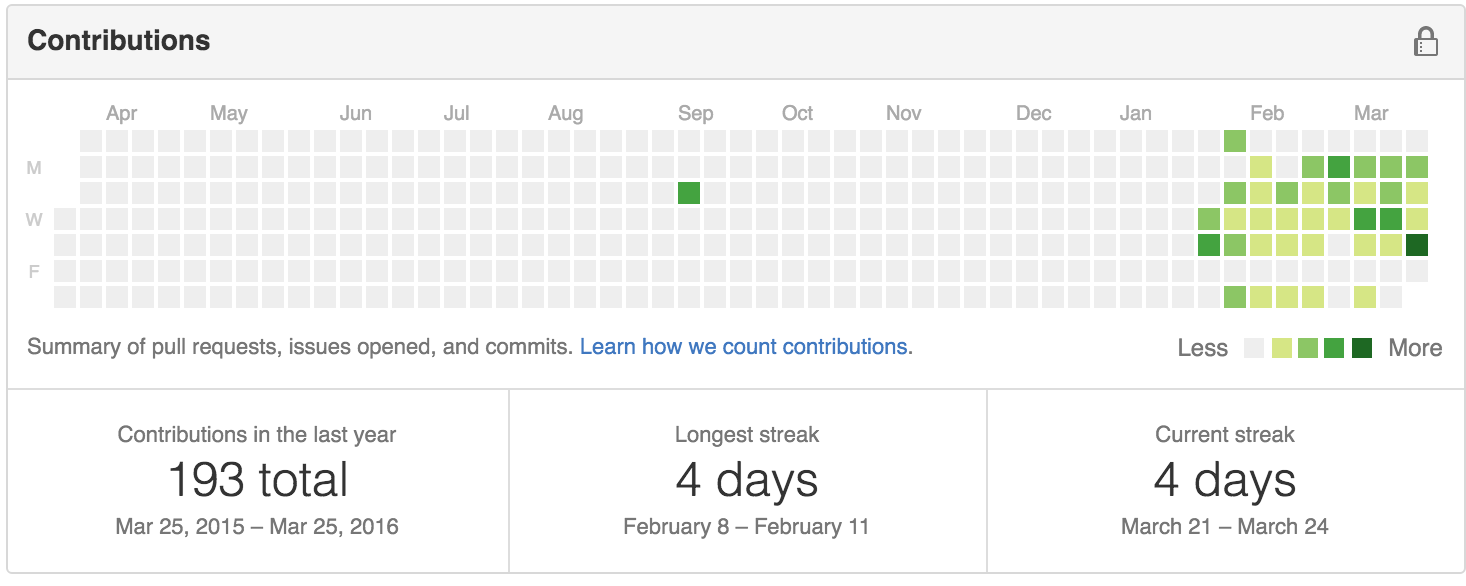 Contributions
Apr May Jun Jul Aug Sep Oct Nov Dec Jan Feb Mar
M
W
F
Summary of pull requests, issues opened, and commits. Learn how we count contributions.
Less More
Contributions in the last year
193 total
Mar 25, 2015 – Mar 25, 2016
Longest streak
4 days
February 8 – February 11
Current streak
4 days
March 21 – March 24